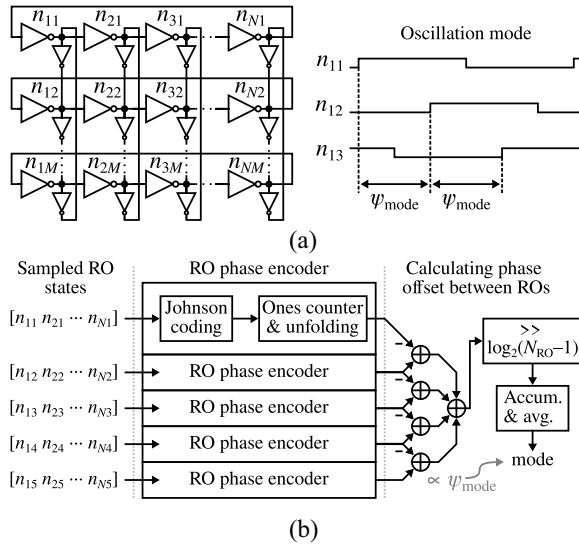 n11 n21 n31 nN1
Oscillation mode
n11
n12 n22 n32 nN2
n12
n13
n1M n2M n3M nNM
ψmode ψmode
(a)
Sampled RO states
RO phase encoder
Calculating phase offset between ROs
[n11 n21 ··· nN1]
Johnson coding
Ones counter & unfolding
−
>> log2(NRO−1)
[n12 n22 ··· nN2]
RO phase encoder
−
[n13 n23 ··· nN3]
RO phase encoder
−
Accum. & avg.
[n14 n24 ··· nN4]
RO phase encoder
−
mode
[n15 n25 ··· nN5]
RO phase encoder
∝ ψmode
(b)